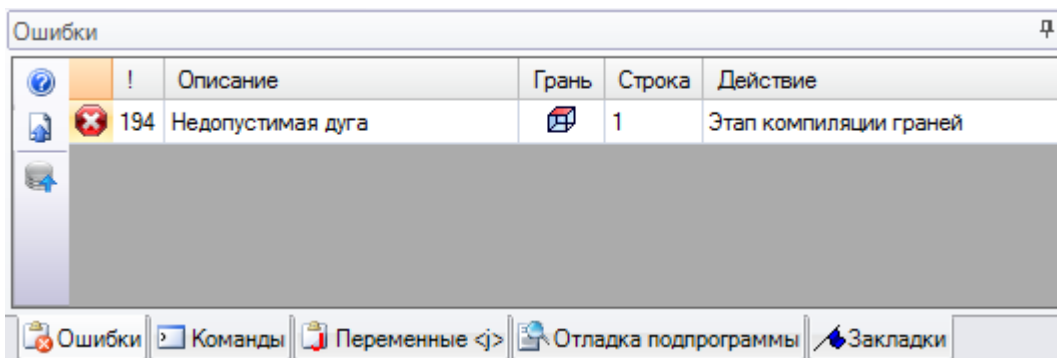 Ошибки
! Описание Грань Строка Действие
194 Недопустимая дуга 1 Этап компиляции граней
Ошибки Команды Переменные <j> Отладка подпрограммы Закладки